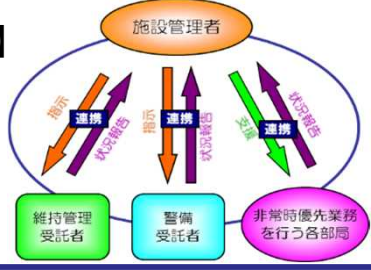 施設管理者
指示
連携
状況報告
指示
連携
状況報告
支援
連携
状況報告
維持管理
受託者
警備
受託者
非常時優先業務
を行う各部局